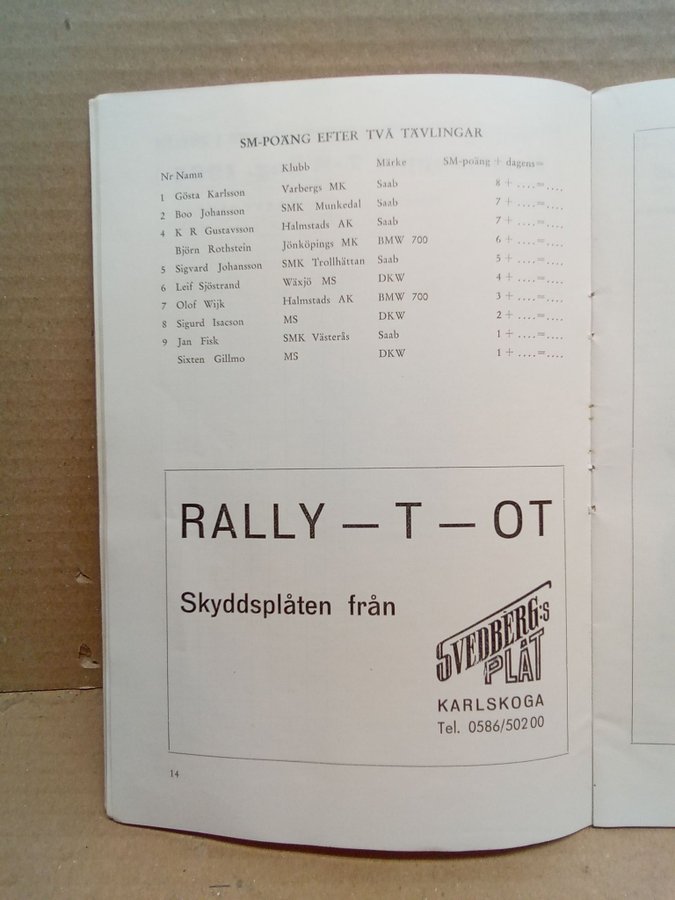 SM-POÄNG EFTER TVÅ TÄVLINGAR
Nr Namn Klubb Märke SM-poäng + dagens=
1 Gösta Karlsson Varbergs MK Saab 8 + ....=....
2 Boo Johansson SMK Munkedal Saab 7 + ....=....
4 K R Gustavsson Halmstads AK Saab 7 + ....=....
Björn Rothstein Jönköpings MK BMW 700 6 + ....=....
5 Sigvard Johansson SMK Trollhättan Saab 5 + ....=....
6 Leif Sjöstrand Wäxjö MS DKW 4 + ....=....
7 Olof Wijk Halmstads AK BMW 700 3 + ....=....
8 Sigurd Isacson MS DKW 2 + ....=....
9 Jan Fisk SMK Västerås Saab 1 + ....=....
Sixten Gillmo MS DKW 1 + ....=....
RALLY — T — OT
Skyddsplåten från
SVEDBERG:s
PLÅT
KARLSKOGA
Tel. 0586/502 00
14